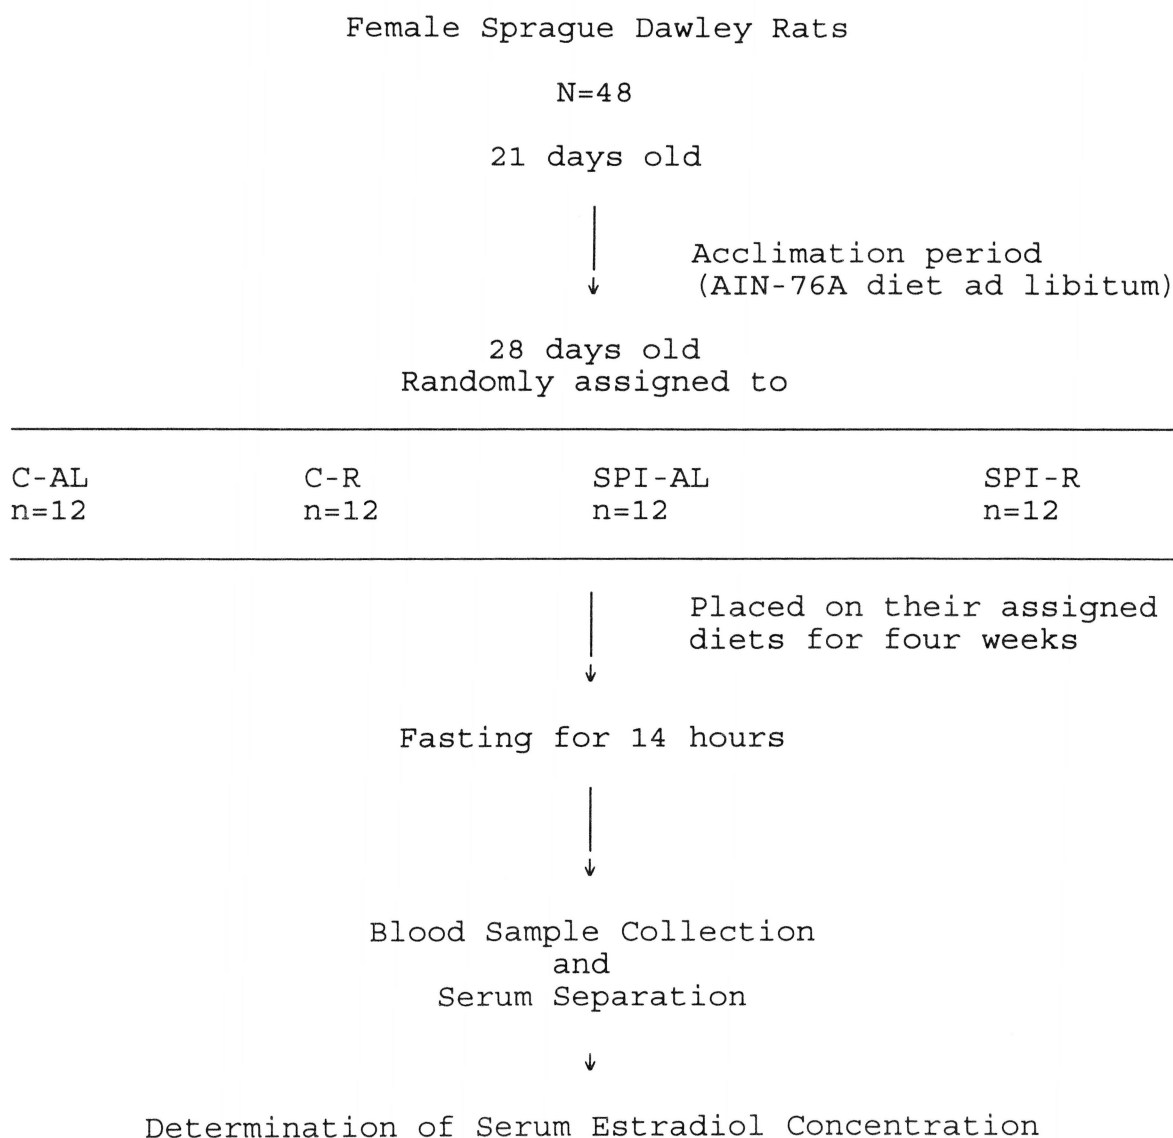 Female Sprague Dawley Rats
N=48
21 days old
Acclimation period
(AIN-76A diet ad libitum)
28 days old
Randomly assigned to
C-AL C-R SPI-AL SPI-R
n=12 n=12 n=12 n=12
Placed on their assigned
diets for four weeks
Fasting for 14 hours
Blood Sample Collection
and
Serum Separation
Determination of Serum Estradiol Concentration